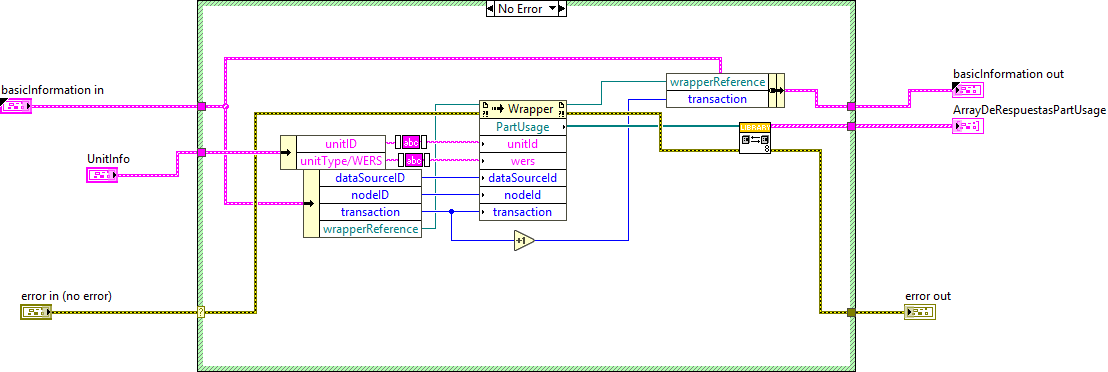 No Error
basicInformation in
wrapperReference
transaction
basicInformation out
Wrapper
PartUsage
ArrayDeRespuestasPartUsage
LIBRARY
unitID
abc
unitId
UnitInfo
unitType/WERS
abc
wers
dataSourceID
dataSourceId
nodeID
nodeId
transaction
transaction
wrapperReference
+1
error in (no error)
?
error out